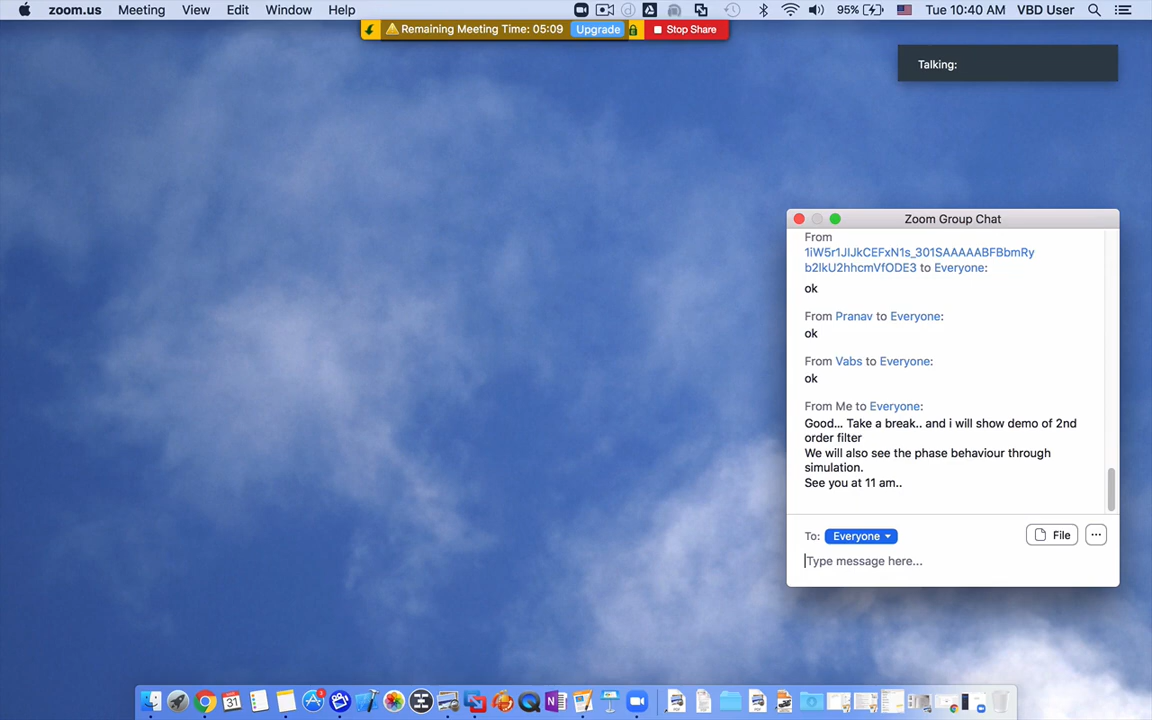 zoom.us Meeting View Edit Window Help 95% Tue 10:40 AM VBD User
Remaining Meeting Time: 05:09 Upgrade Stop Share
Talking:
Zoom Group Chat
From
1iW5r1JlJkCEFxN1s_301SAAAAABFBbmRy
b2lkU2hhcmVfODE3 to Everyone:
ok
From Pranav to Everyone:
ok
From Vabs to Everyone:
ok
From Me to Everyone:
Good... Take a break.. and i will show demo of 2nd
order filter
We will also see the phase behaviour through
simulation.
See you at 11 am..
To: Everyone File
Type message here...
31 3